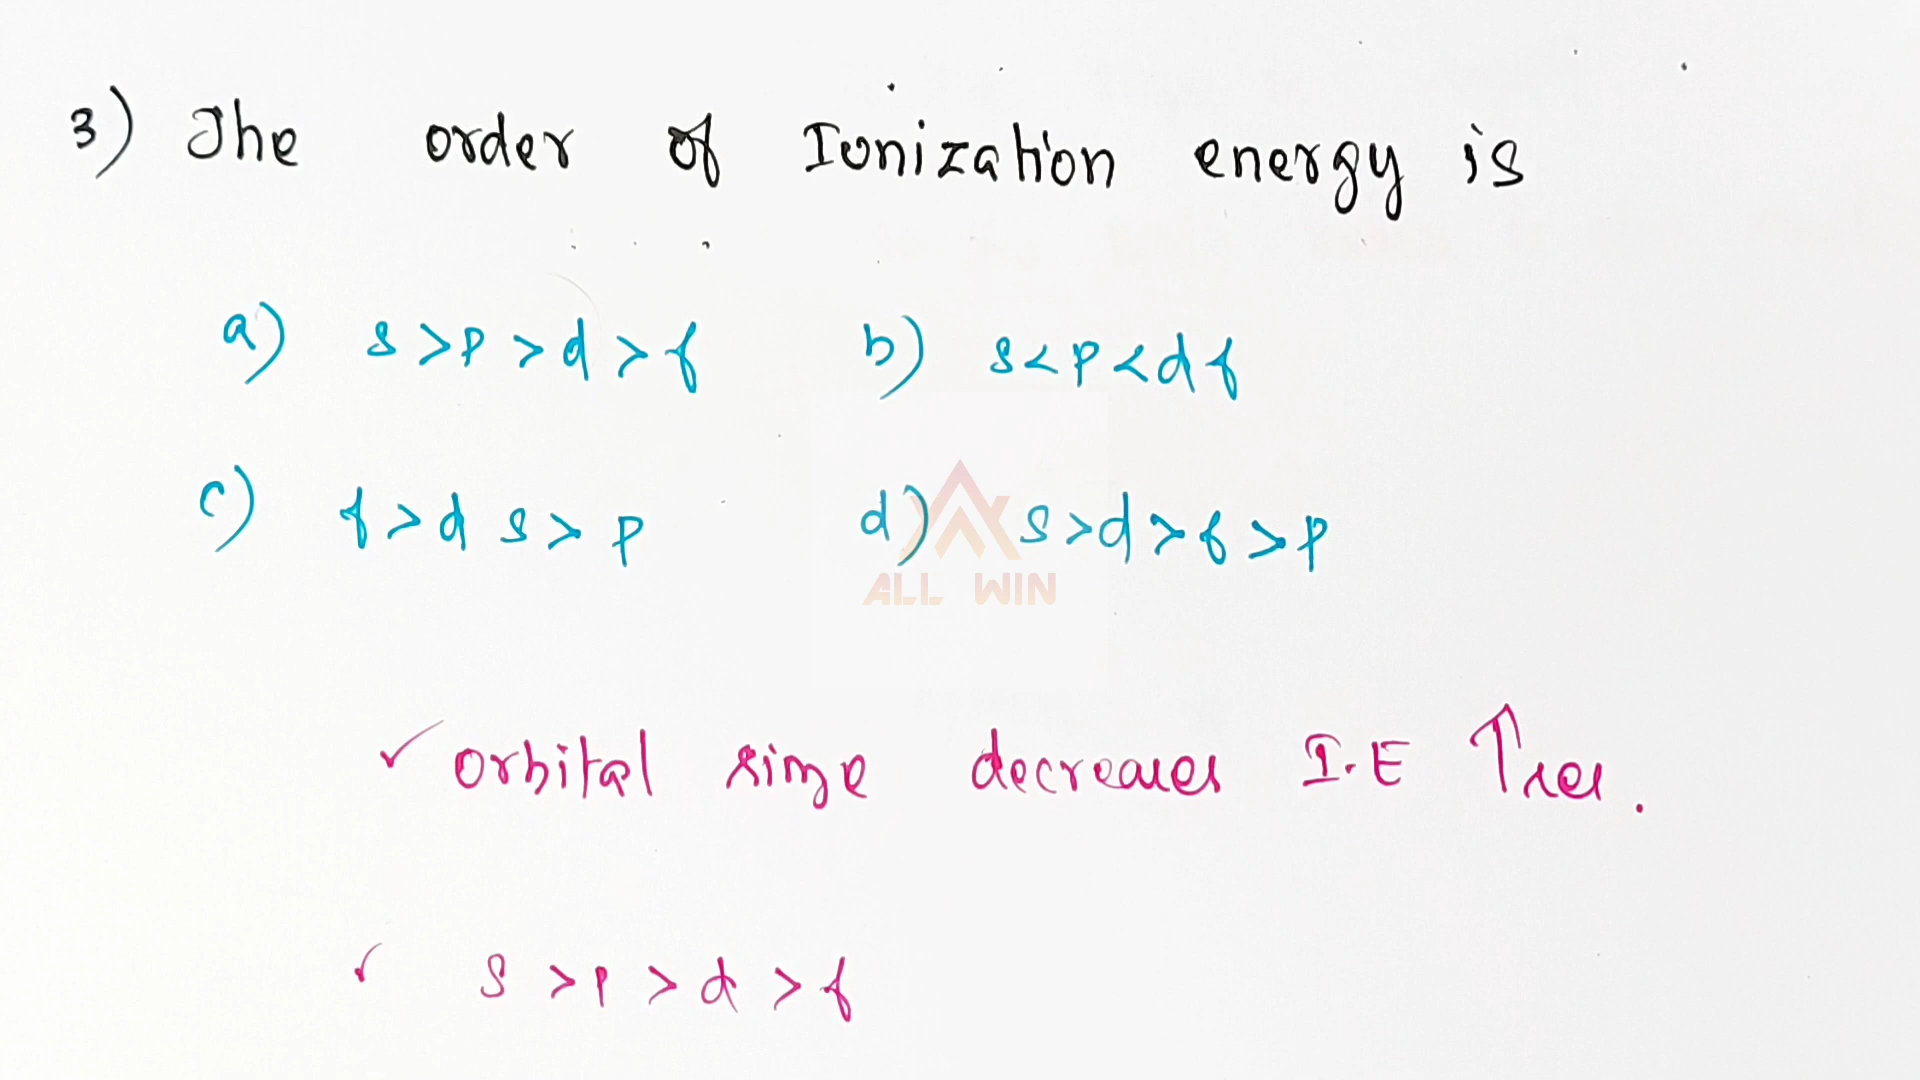 3) The order of Ionization energy is
a) s > p > d > f b) s < p < d f
c) f > d s > p d) s > d > f > p
ALL WIN
✓ orbital size decreases I.E ↑ses.
✓ s > p > d > f